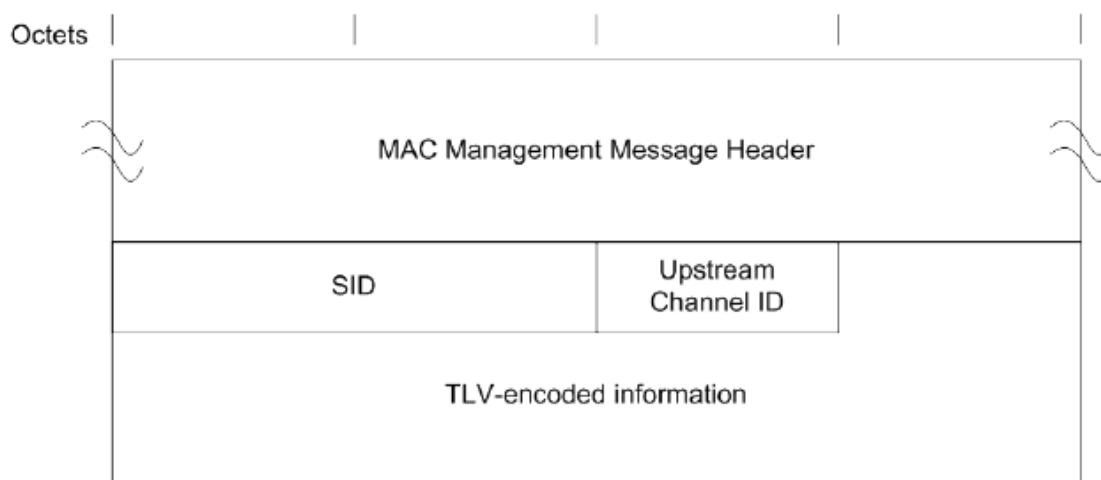 Octets
MAC Management Message Header
SID
Upstream
Channel ID
TLV-encoded information